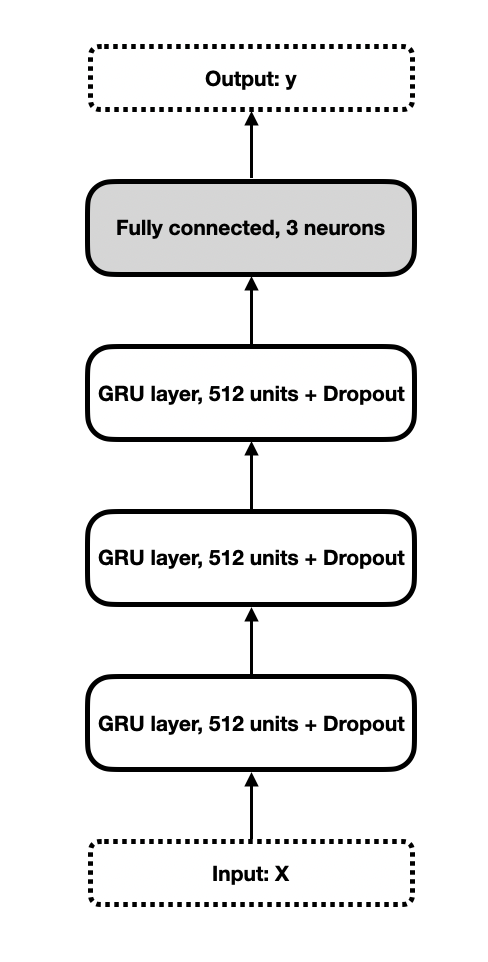 Output: y
Fully connected, 3 neurons
GRU layer, 512 units + Dropout
GRU layer, 512 units + Dropout
GRU layer, 512 units + Dropout
Input: X